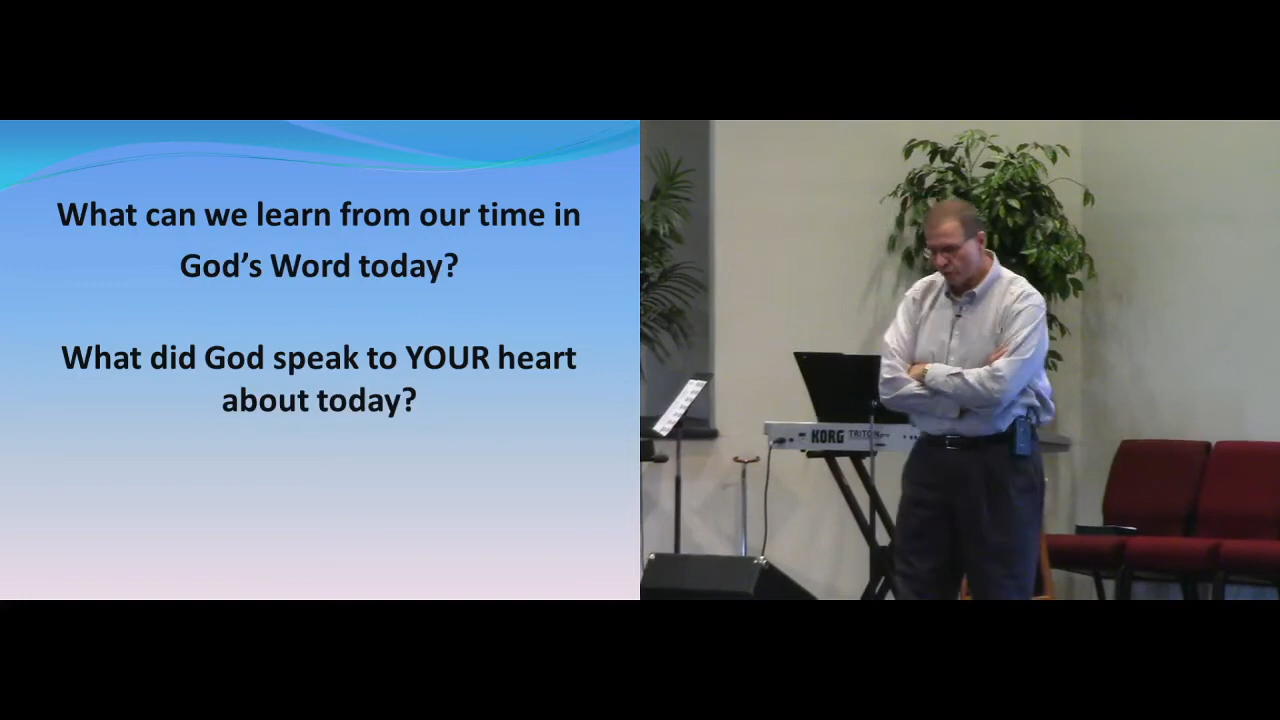 What can we learn from our time in
God's Word today?
What did God speak to YOUR heart
about today?
KORG TRITON